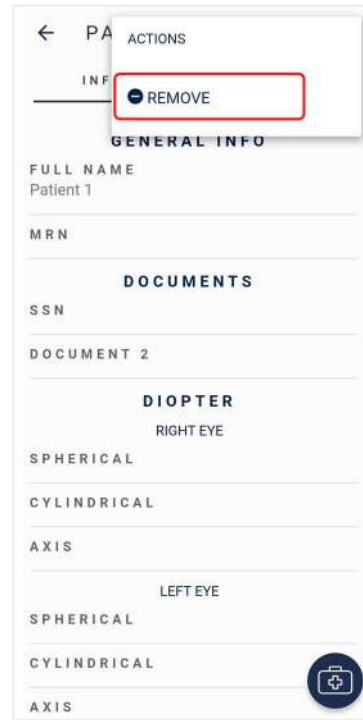 PA
ACTIONS
INF
REMOVE
GENERAL INFO
FULL NAME
Patient 1
MRN
DOCUMENTS
SSN
DOCUMENT 2
DIOPTER
RIGHT EYE
SPHERICAL
CYLINDRICAL
AXIS
LEFT EYE
SPHERICAL
CYLINDRICAL
AXIS